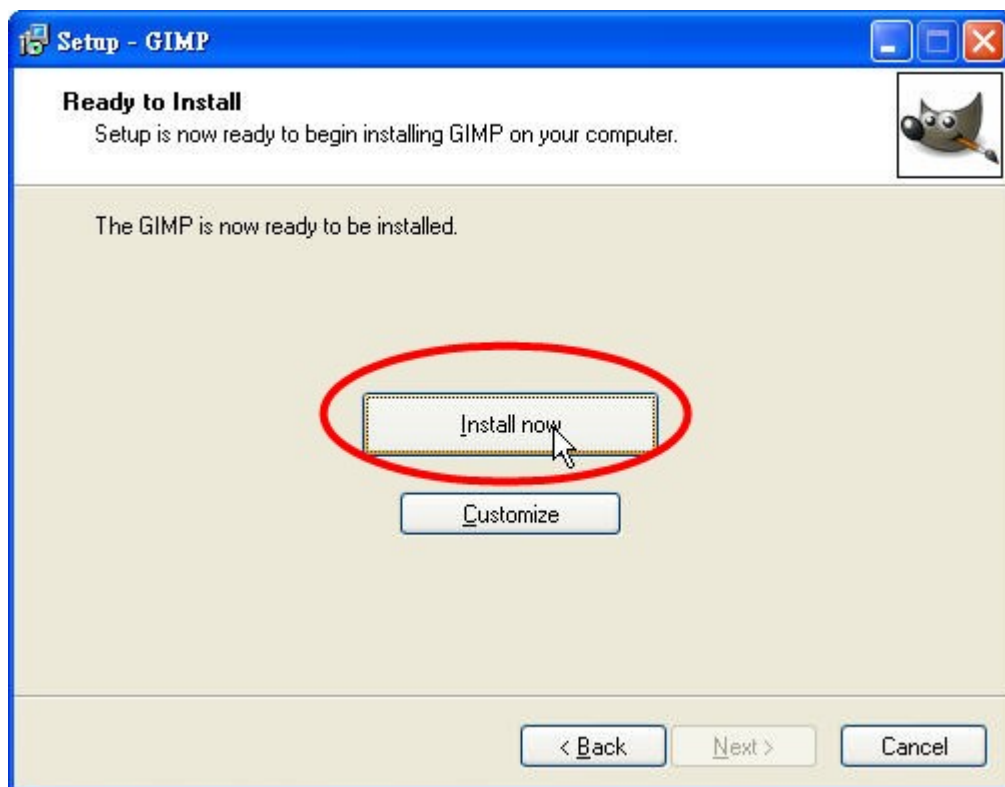 Setup - GIMP
Ready to Install
Setup is now ready to begin installing GIMP on your computer.
The GIMP is now ready to be installed.
Install now
Customize
< Back Next > Cancel